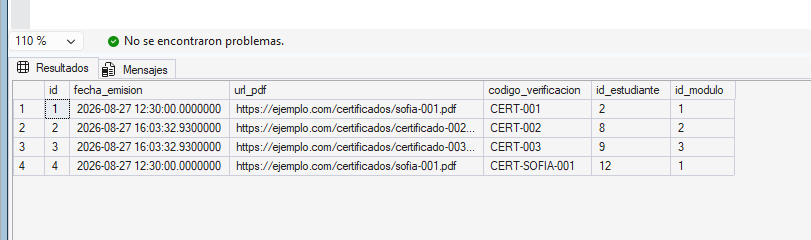 110 %
No se encontraron problemas.
Resultados Mensajes
id fecha_emision url_pdf codigo_verificacion id_estudiante id_modulo
1 1 2026-08-27 12:30:00.0000000 https://ejemplo.com/certificados/sofia-001.pdf CERT-001 2 1
2 2 2026-08-27 16:03:32.9300000 https://ejemplo.com/certificados/certificado-002... CERT-002 8 2
3 3 2026-08-27 16:03:32.9300000 https://ejemplo.com/certificados/certificado-003... CERT-003 9 3
4 4 2026-08-27 12:30:00.0000000 https://ejemplo.com/certificados/sofia-001.pdf CERT-SOFIA-001 12 1